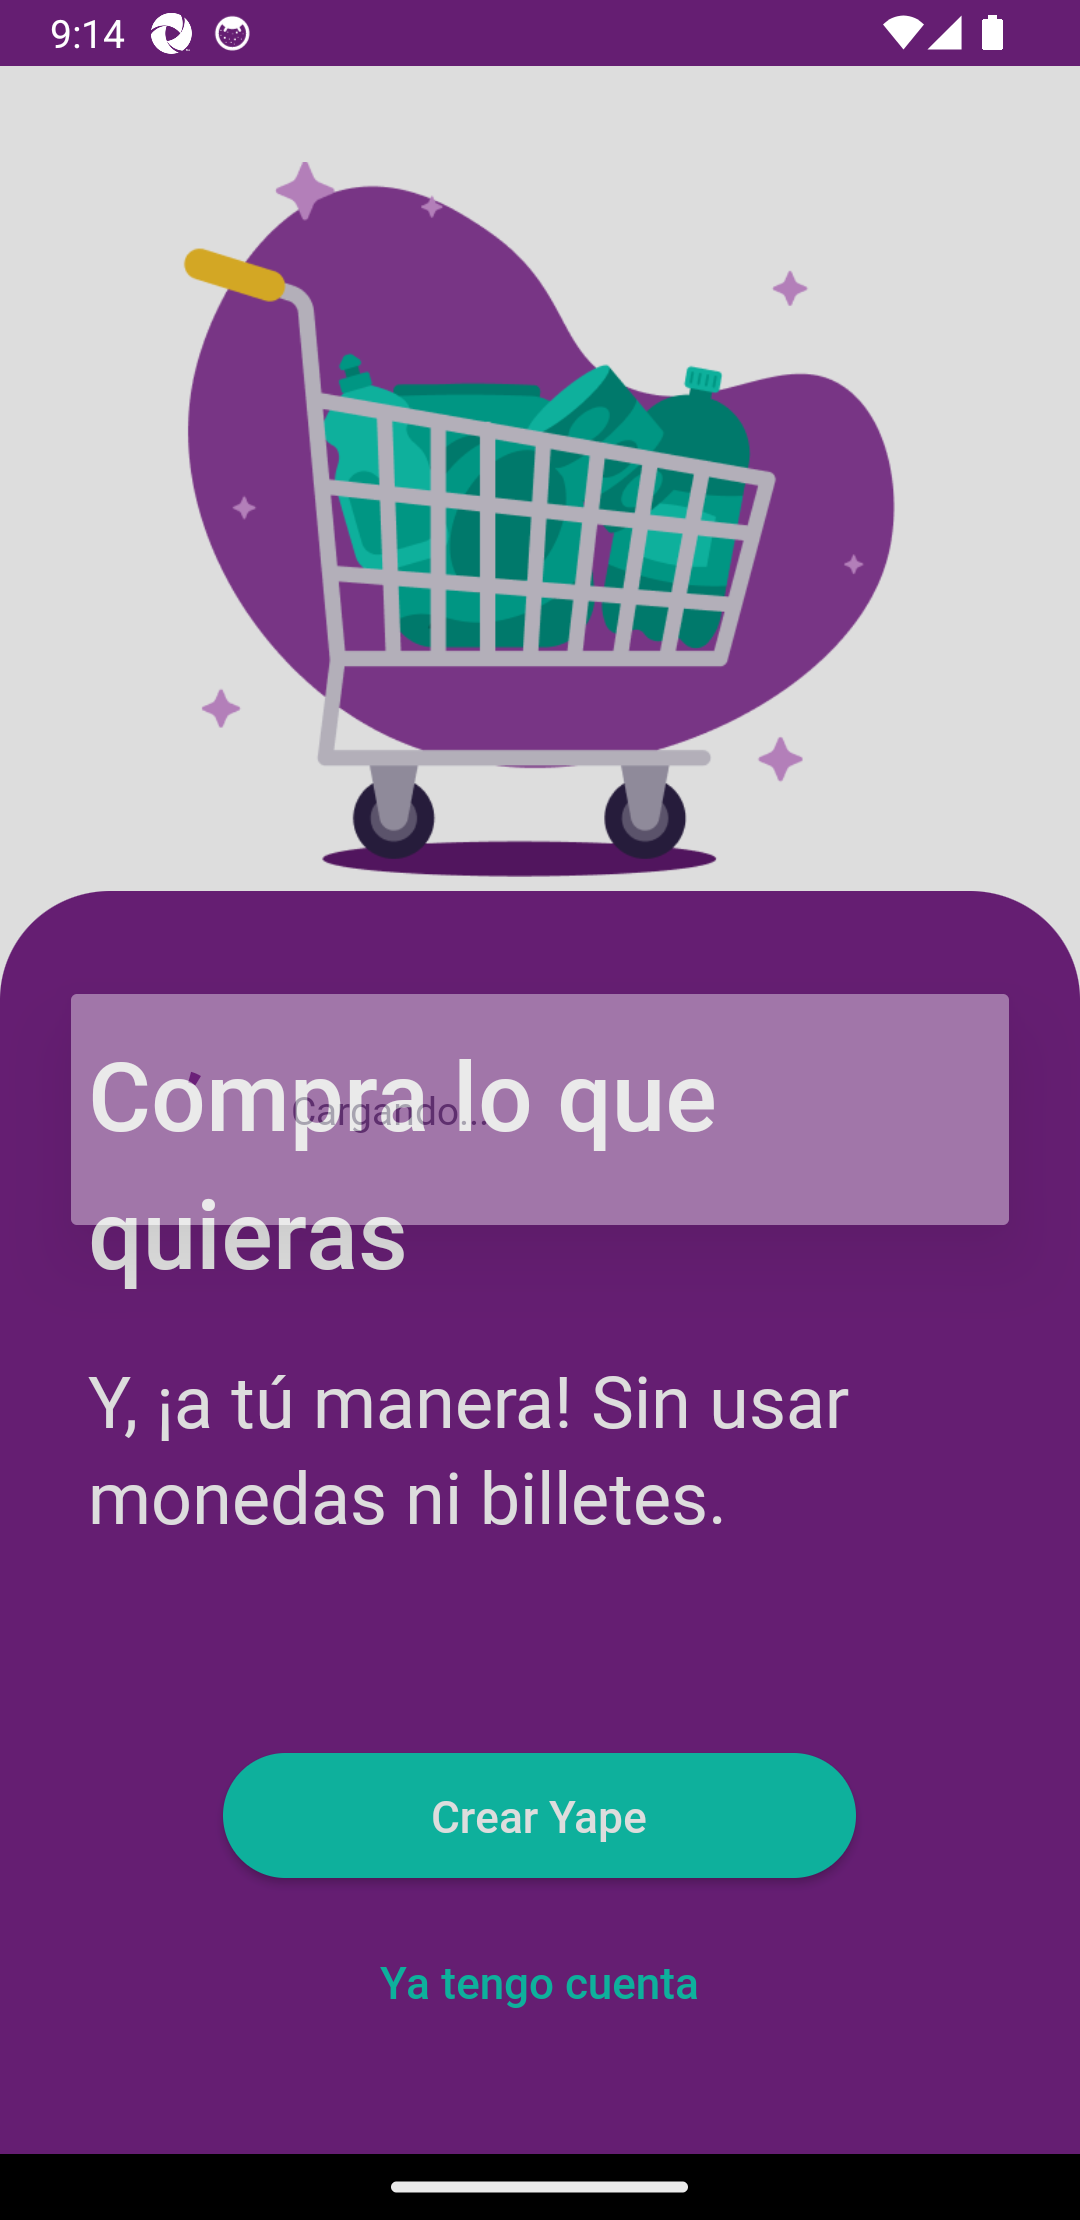 9:14
Compra lo que
Cargando...
quieras
Y, ¡a tú manera! Sin usar
monedas ni billetes.
Crear Yape
Ya tengo cuenta